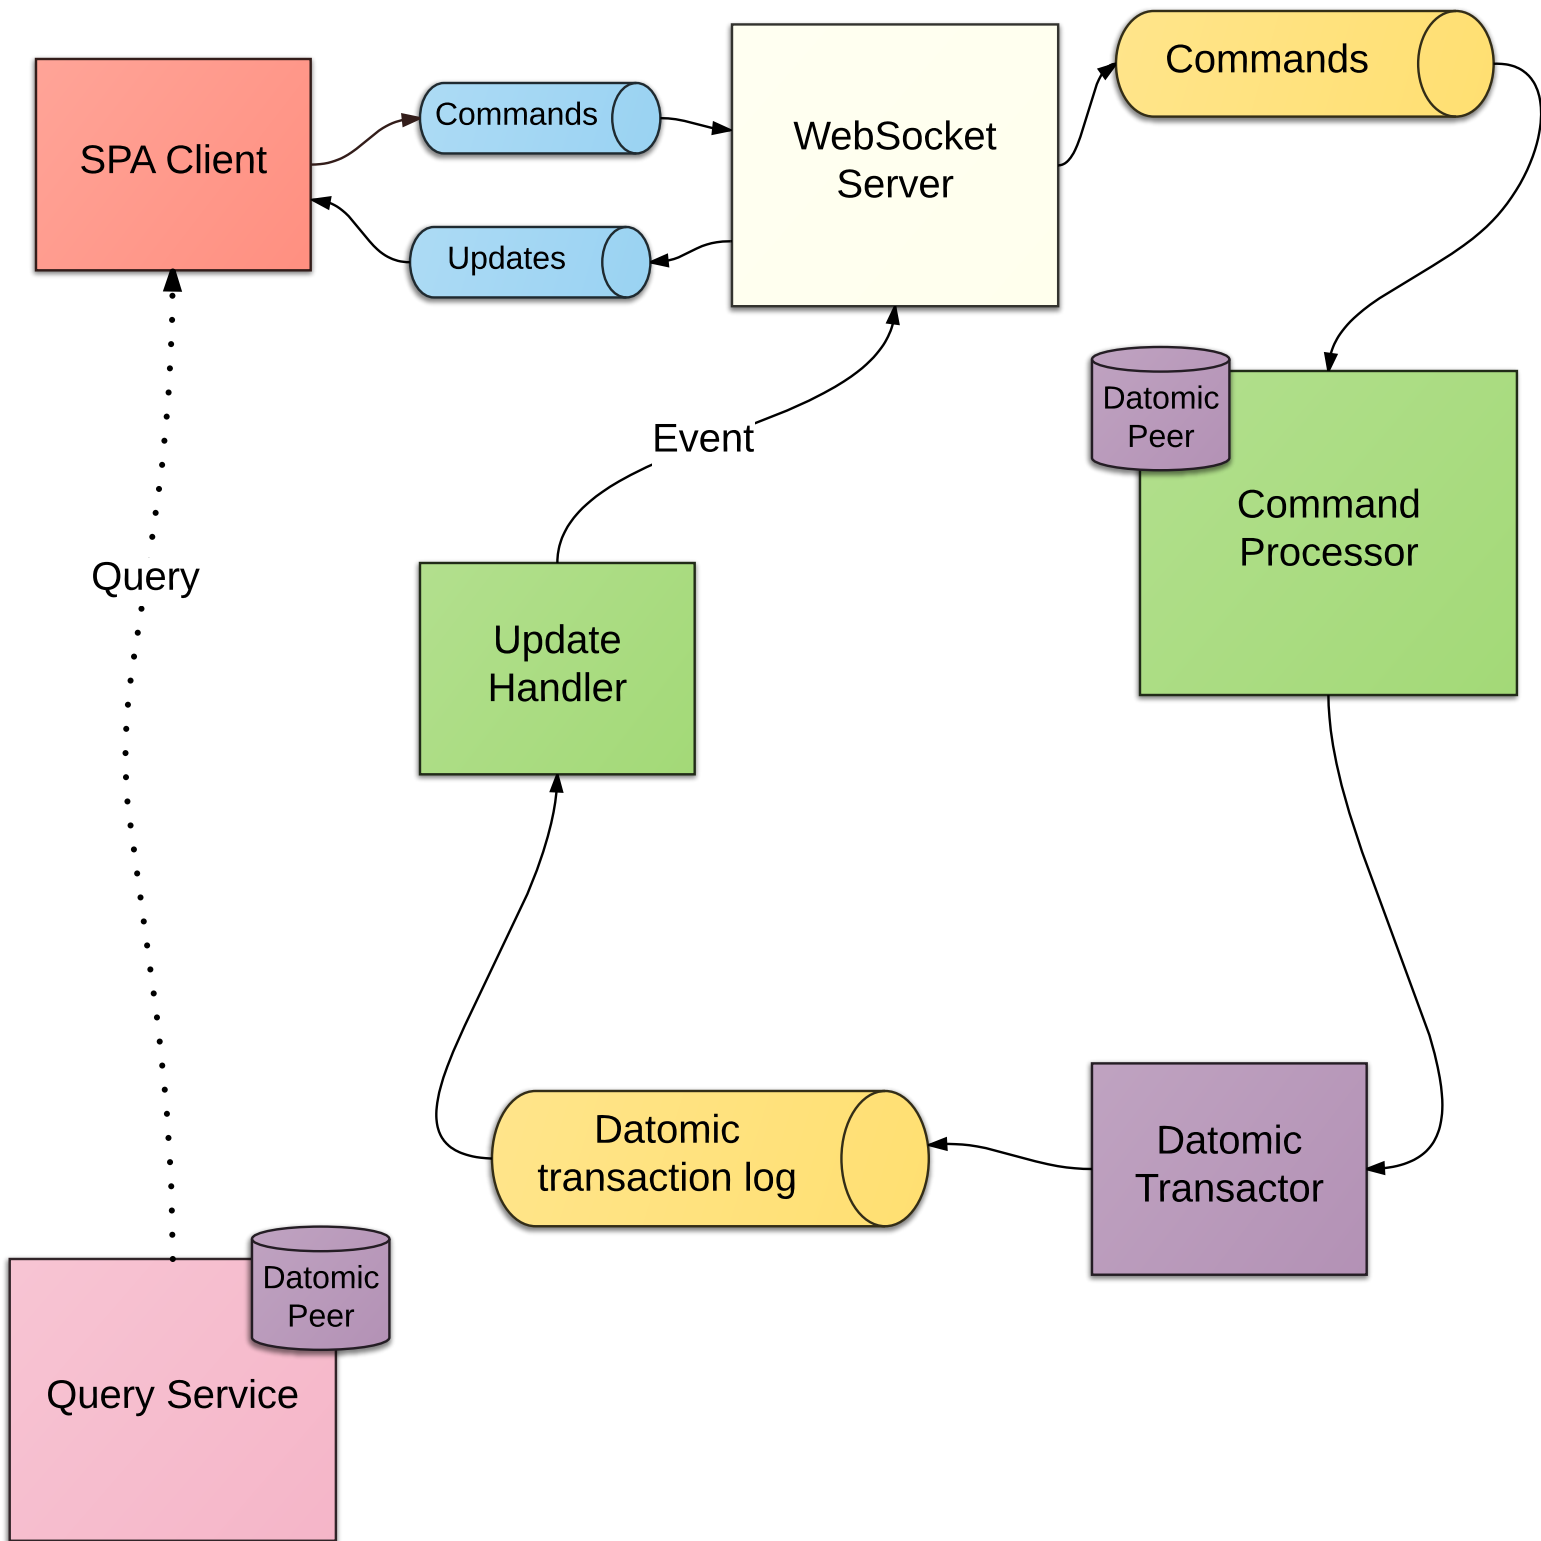 Commands
SPA Client
Commands
WebSocket
Server
Updates
Event
Datomic
Peer
Command
Processor
Query
Update
Handler
Datomic
transaction log
Datomic
Transactor
Datomic
Peer
Query Service